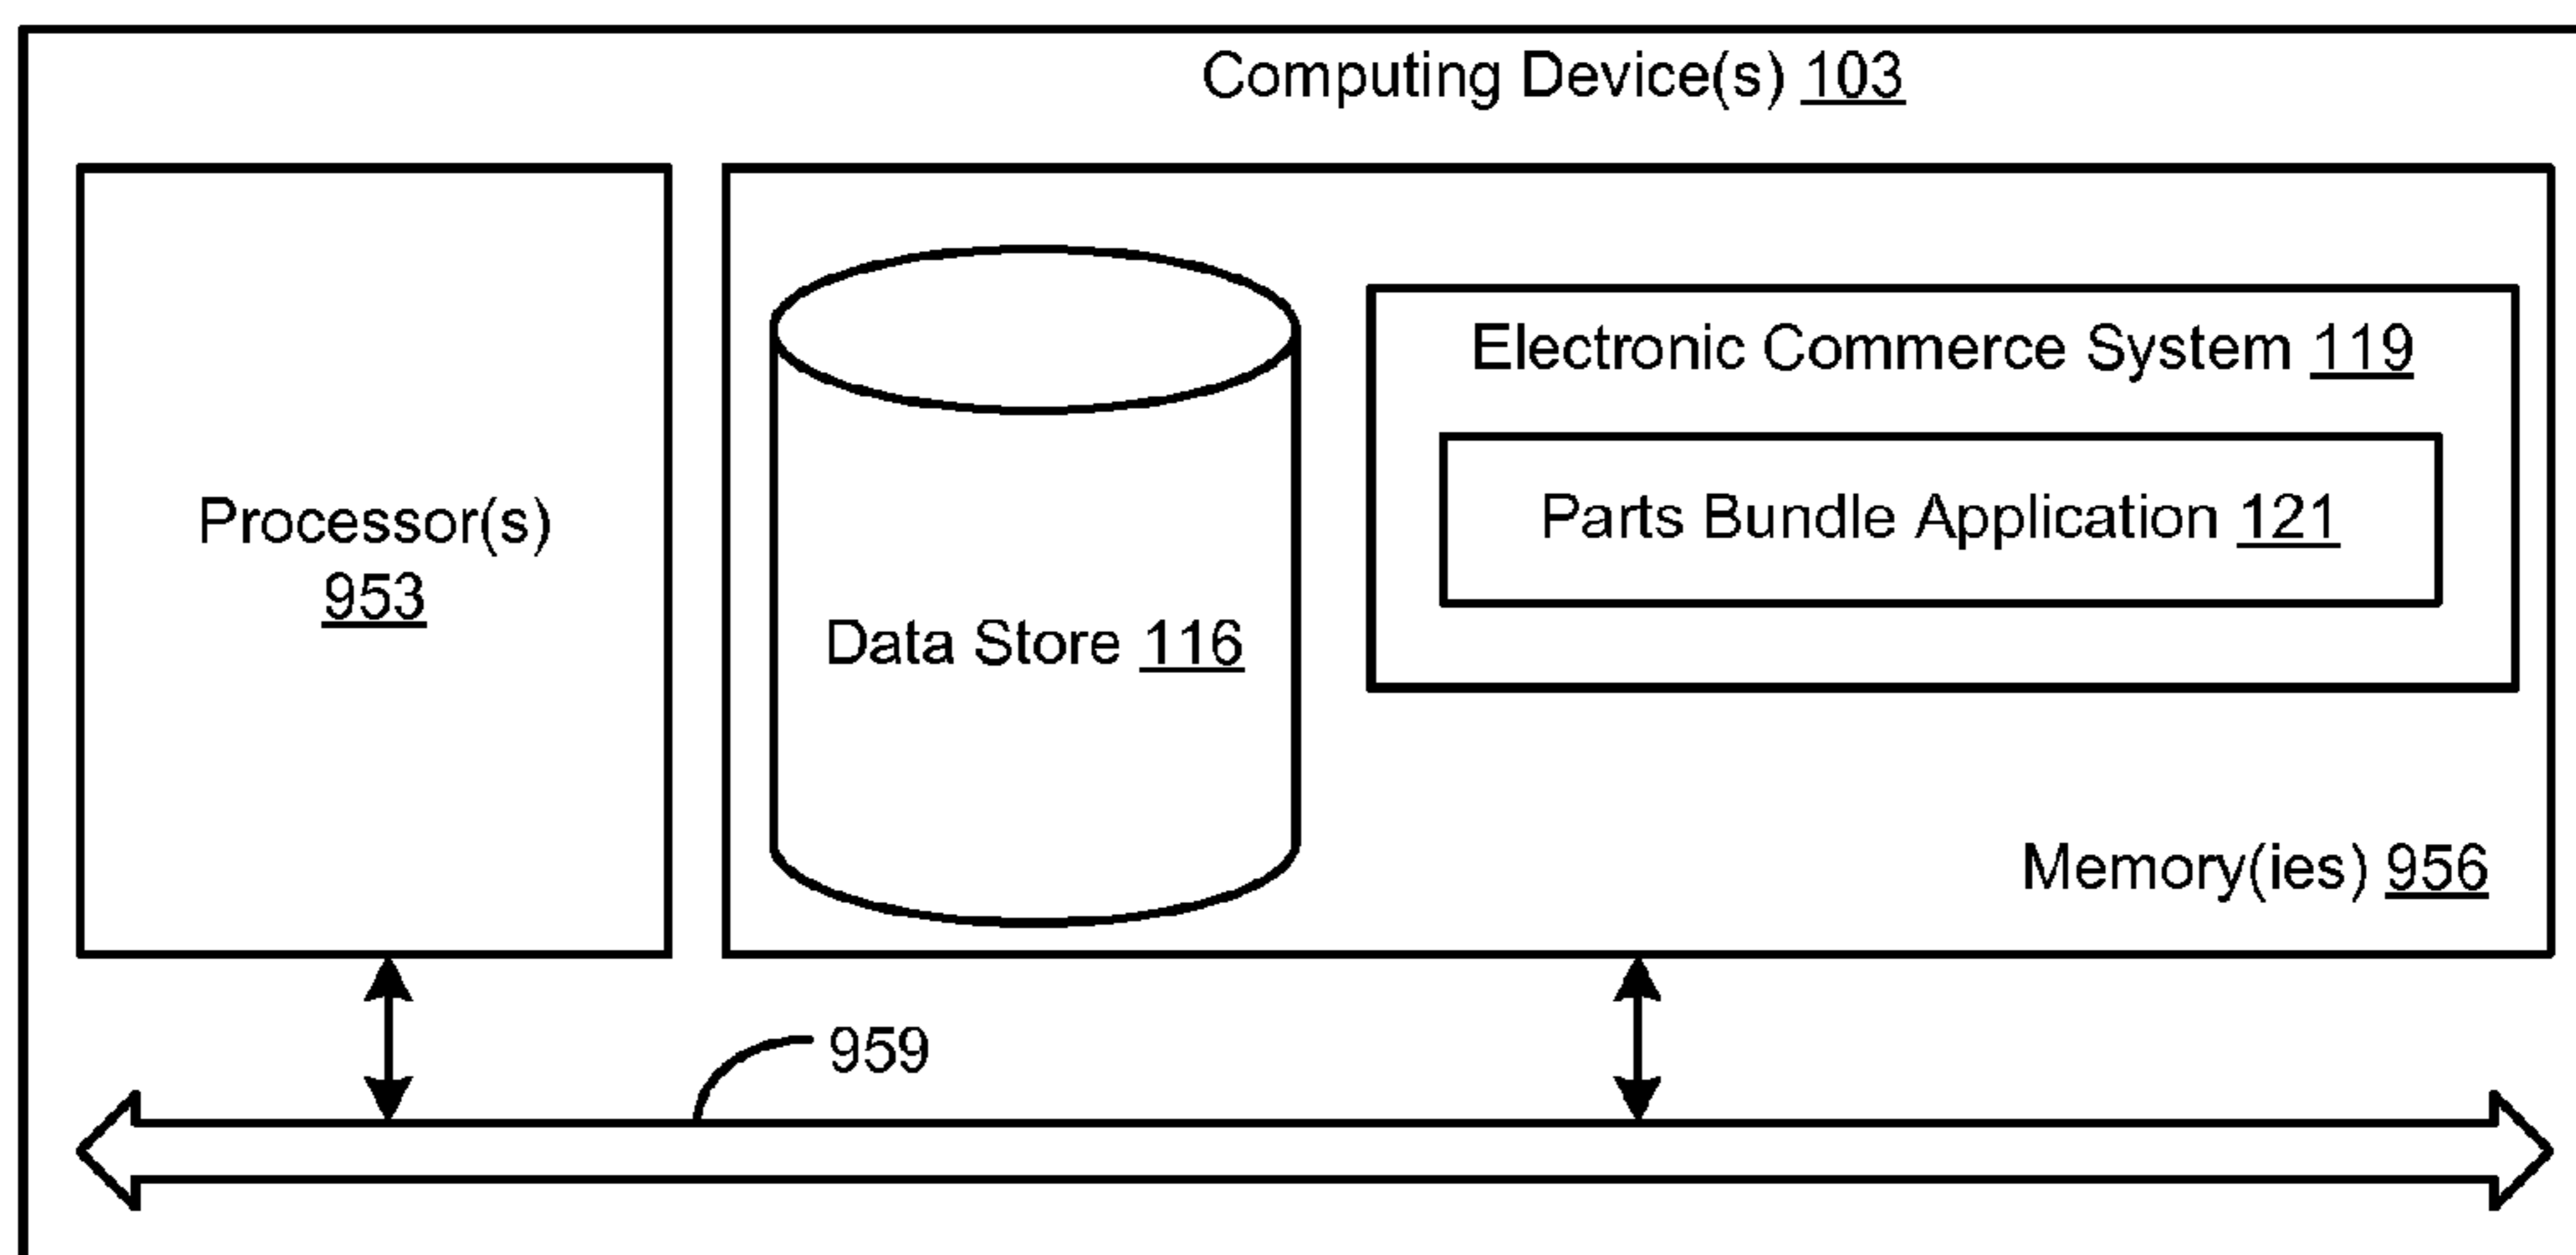 Computing Device(s) 103
Processor(s)
953
Data Store 116
Electronic Commerce System 119
Parts Bundle Application 121
Memory(ies) 956
959